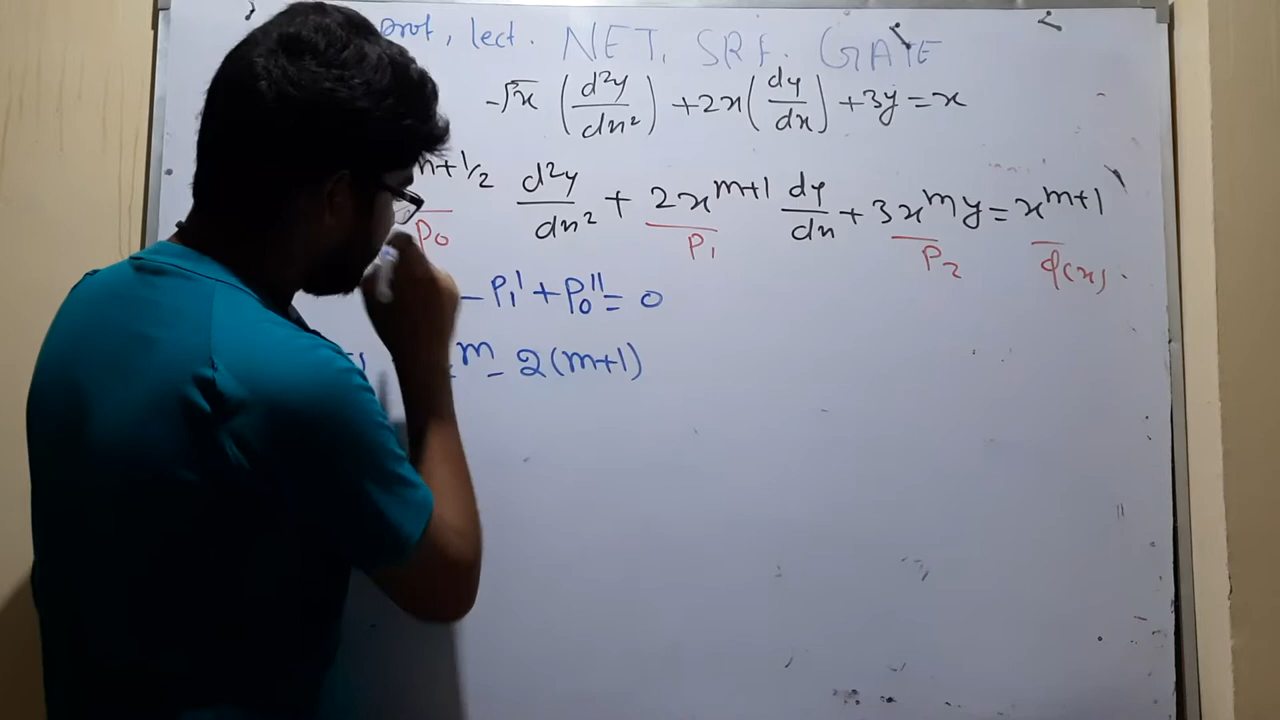 prof, lect. NET, SRF. GATE
√x (d²y/dx²) + 2x (dy/dx) + 3y = x
m+1/2 d²y/dx² + 2x^m+1 dy/dx + 3x^m y = x^m+1
P₀ P₁ P₂ φ(x).
- P₁' + P₀'' = 0
m - 2(m+1)